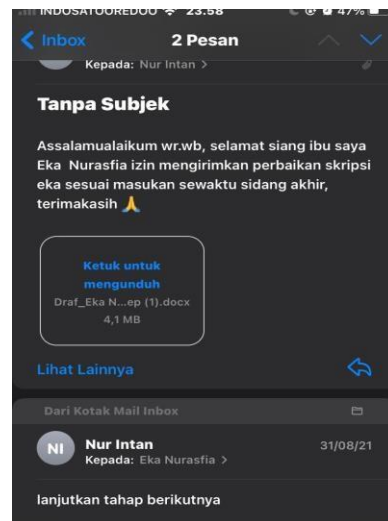 INDOSATOOREDOO 23.58 47%
Inbox 2 Pesan
Kepada: Nur Intan >
Tanpa Subjek
Assalamualaikum wr.wb, selamat siang ibu saya
Eka Nurasfia izin mengirimkan perbaikan skripsi
eka sesuai masukan sewaktu sidang akhir,
terimakasih 🙏
Ketuk untuk
mengunduh
Draf_Eka N...ep (1).docx
4,1 MB
Lihat Lainnya
Dari Kotak Mail Inbox
NI
Nur Intan 31/08/21
Kepada: Eka Nurasfia >
lanjutkan tahap berikutnya